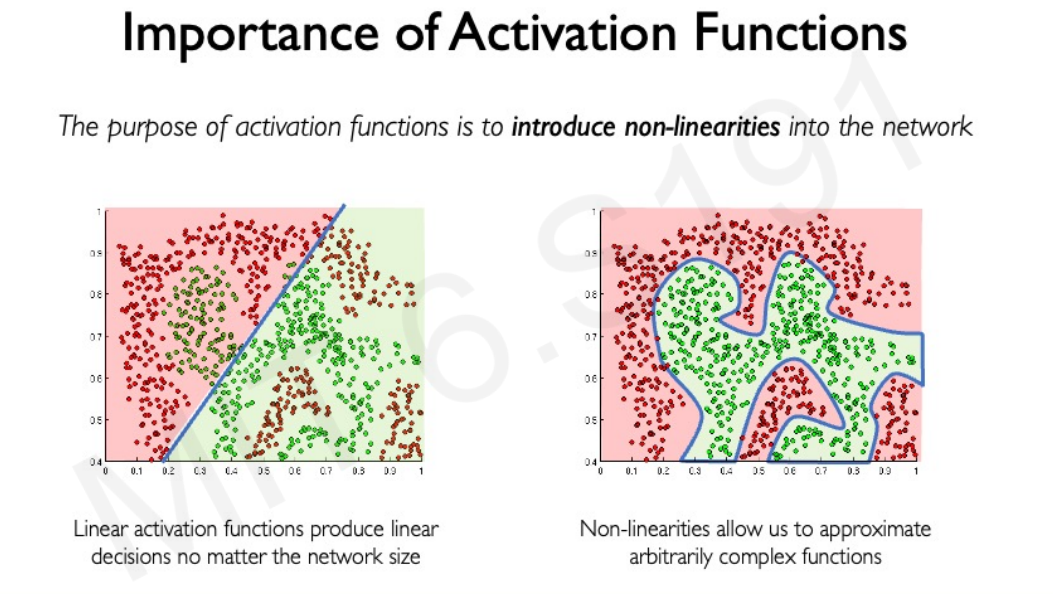 Importance of Activation Functions
The purpose of activation functions is to introduce non-linearities into the network
1
0.9
0.8
0.7
0.6
0.5
0.4
0 0.1 0.2 0.3 0.4 0.5 0.6 0.7 0.8 0.9 1
1
0.9
0.8
0.7
0.6
0.5
0.4
0 0.1 0.2 0.3 0.4 0.5 0.6 0.7 0.8 0.9 1
Linear activation functions produce linear
decisions no matter the network size
Non-linearities allow us to approximate
arbitrarily complex functions
MIT 6.S191